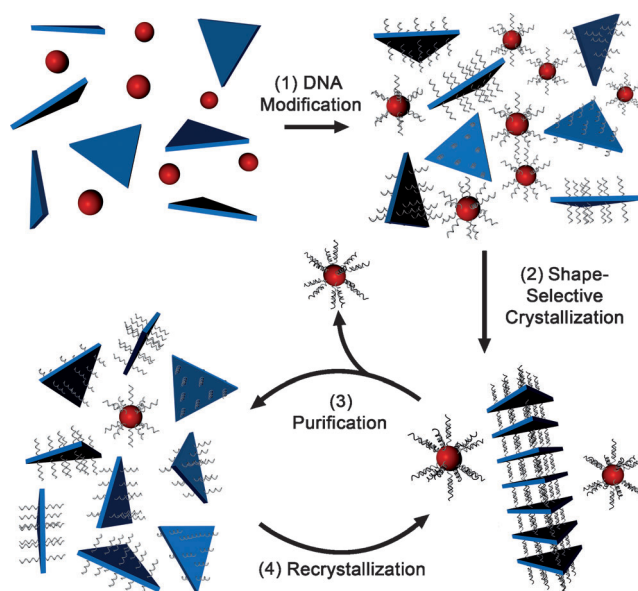 (1) DNA
Modification
(2) Shape-
Selective
Crystallization
(3)
Purification
(4) Recrystallization